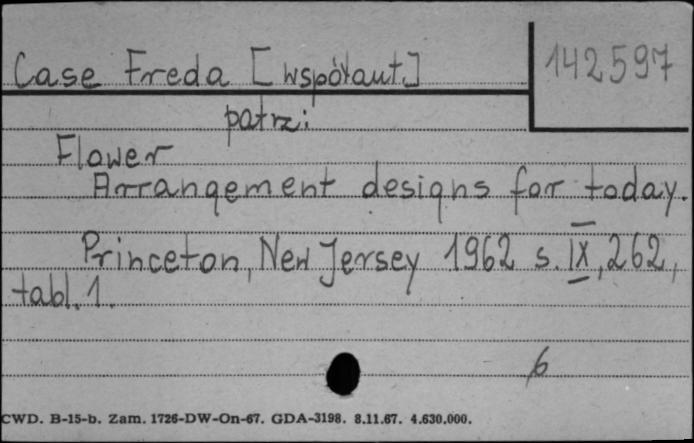 Case Freda [współaut.]
142597
patrz:
Flower
Arrangement designs for today.
Princeton, New Jersey 1962 s. IX, 262,
tabl. 1.
6
CWD. B-15-b. Zam. 1726-DW-On-67. GDA-3198. 8.11.67. 4.630.000.